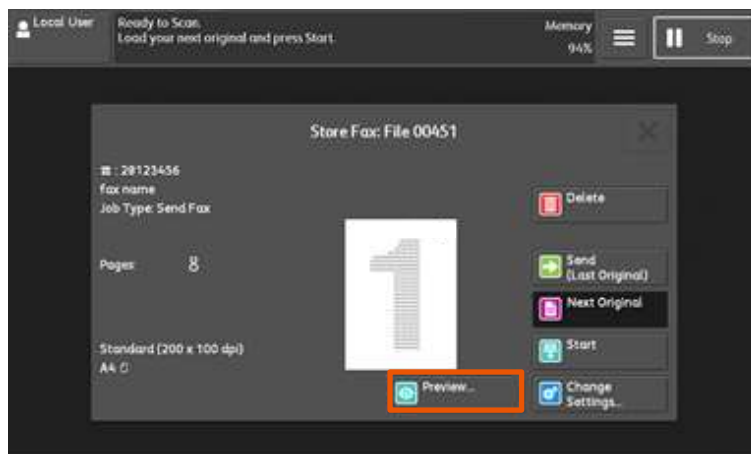 Local User
Ready to Scan.
Load your next original and press Start.
Memory
94%
Stop
Store Fax: File 00451
: 20123456
fax name
Job Type: Send Fax
Pages: 8
Standard (200 x 100 dpi)
A4
1
Preview...
Delete
Send
(Last Original)
Next Original
Start
Change
Settings...